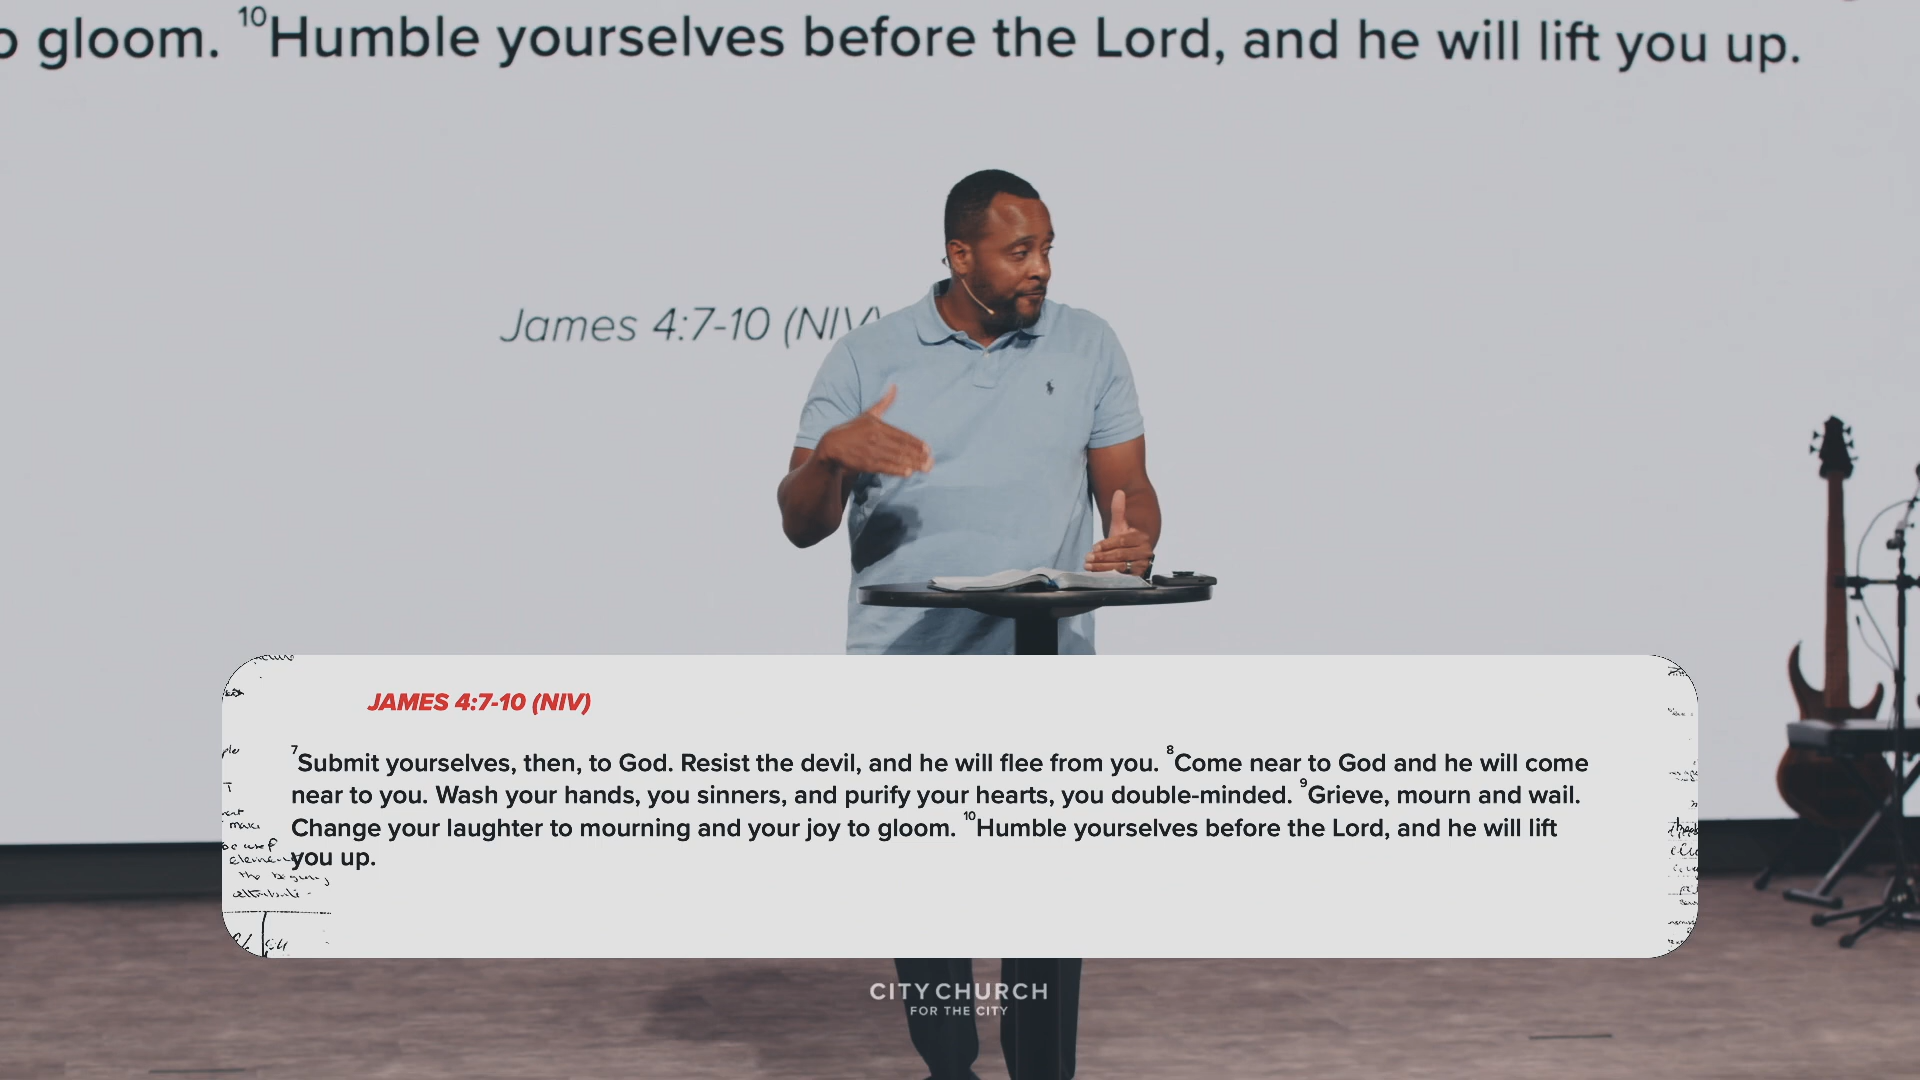 o gloom. ¹⁰Humble yourselves before the Lord, and he will lift you up.
James 4:7-10 (NIV)
JAMES 4:7-10 (NIV)
⁷Submit yourselves, then, to God. Resist the devil, and he will flee from you. ⁸Come near to God and he will come
near to you. Wash your hands, you sinners, and purify your hearts, you double-minded. ⁹Grieve, mourn and wail.
Change your laughter to mourning and your joy to gloom. ¹⁰Humble yourselves before the Lord, and he will lift
you up.
CITY CHURCH
FOR THE CITY